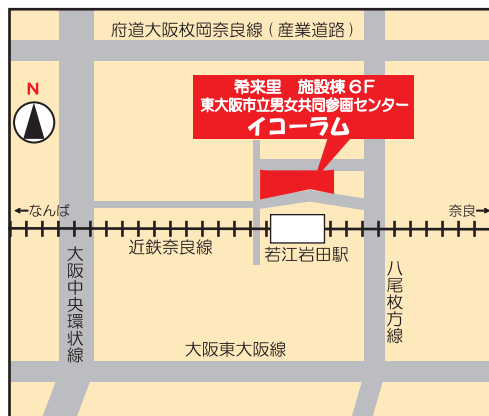 府道大阪枚岡奈良線(産業道路)
希来里 施設棟6F
東大阪市立男女共同参画センター
イコーラム
N
←なんば
奈良→
近鉄奈良線
若江岩田駅
大阪中央環状線
八尾枚方線
大阪東大阪線